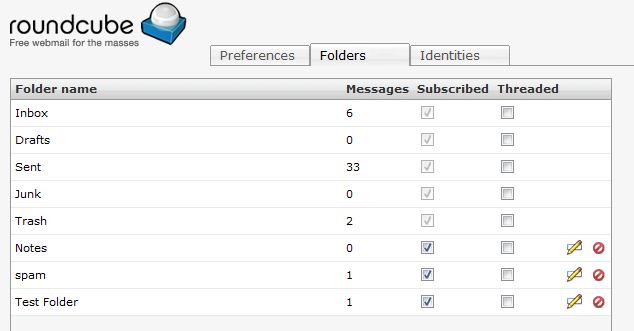 roundcube
Free webmail for the masses
Preferences Folders Identities
Folder name Messages Subscribed Threaded
Inbox 6
Drafts 0
Sent 33
Junk 0
Trash 2
Notes 0
spam 1
Test Folder 1